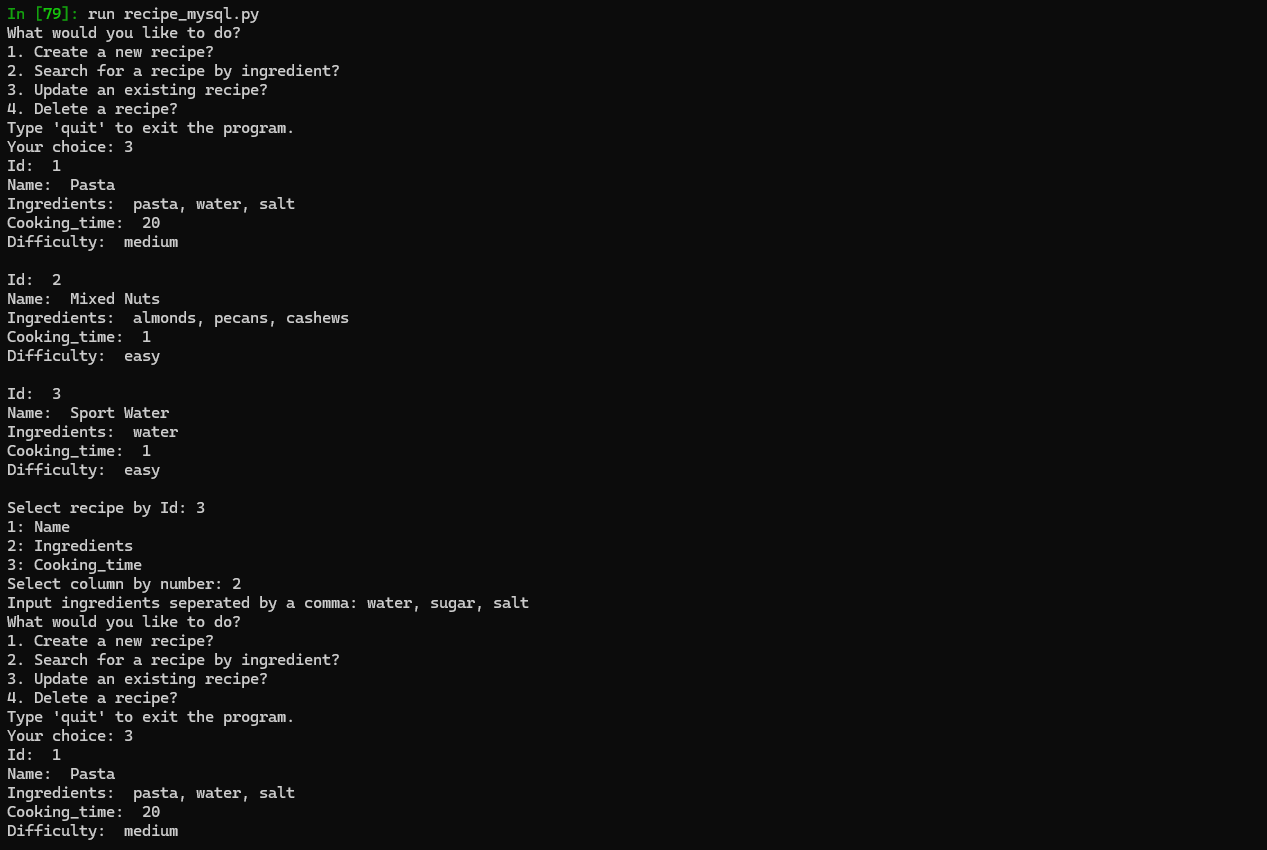 In [79]: run recipe_mysql.py
What would you like to do?
1. Create a new recipe?
2. Search for a recipe by ingredient?
3. Update an existing recipe?
4. Delete a recipe?
Type 'quit' to exit the program.
Your choice: 3
Id:  1
Name:  Pasta
Ingredients:  pasta, water, salt
Cooking_time:  20
Difficulty:  medium
Id:  2
Name:  Mixed Nuts
Ingredients:  almonds, pecans, cashews
Cooking_time:  1
Difficulty:  easy
Id:  3
Name:  Sport Water
Ingredients:  water
Cooking_time:  1
Difficulty:  easy
Select recipe by Id: 3
1: Name
2: Ingredients
3: Cooking_time
Select column by number: 2
Input ingredients seperated by a comma: water, sugar, salt
What would you like to do?
1. Create a new recipe?
2. Search for a recipe by ingredient?
3. Update an existing recipe?
4. Delete a recipe?
Type 'quit' to exit the program.
Your choice: 3
Id:  1
Name:  Pasta
Ingredients:  pasta, water, salt
Cooking_time:  20
Difficulty:  medium